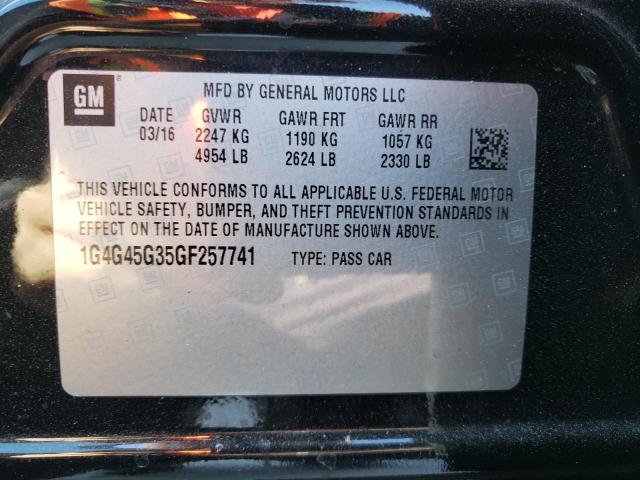 GM ®
MFD BY GENERAL MOTORS LLC
DATE GVWR GAWR FRT GAWR RR
03/16 2247 KG 1190 KG 1057 KG
4954 LB 2624 LB 2330 LB
THIS VEHICLE CONFORMS TO ALL APPLICABLE U.S. FEDERAL MOTOR
VEHICLE SAFETY, BUMPER, AND THEFT PREVENTION STANDARDS IN
EFFECT ON THE DATE OF MANUFACTURE SHOWN ABOVE.
1G4G45G35GF257741 TYPE: PASS CAR